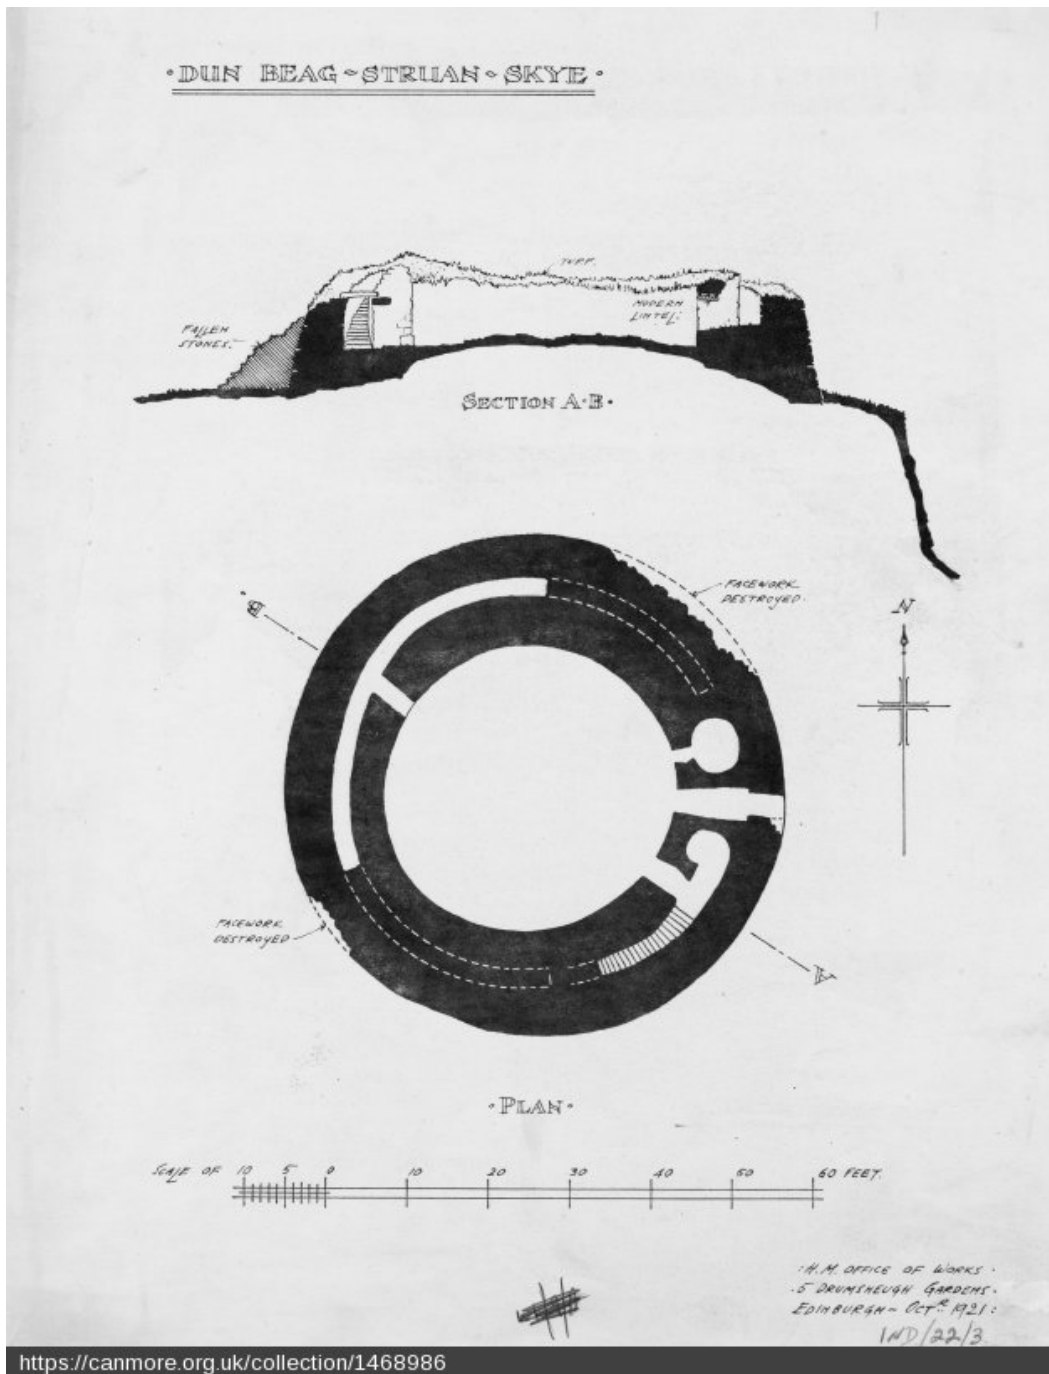 · DUN BEAG ~ STRUAN ~ SKYE ·
TURF.
MODERN
LINTEL:
FALLEN
STONES.
SECTION A·B·
FACEWORK
DESTROYED.
B.
N
FACEWORK
DESTROYED
A
· PLAN ·
SCALE OF 10 5 0 10 20 30 40 50 60 FEET.
: H. M. OFFICE OF WORKS ·
· 5 DRUMSHEUGH GARDENS ·
EDINBURGH ~ OCTR. 1921 :
IND/22/3
https://canmore.org.uk/collection/1468986